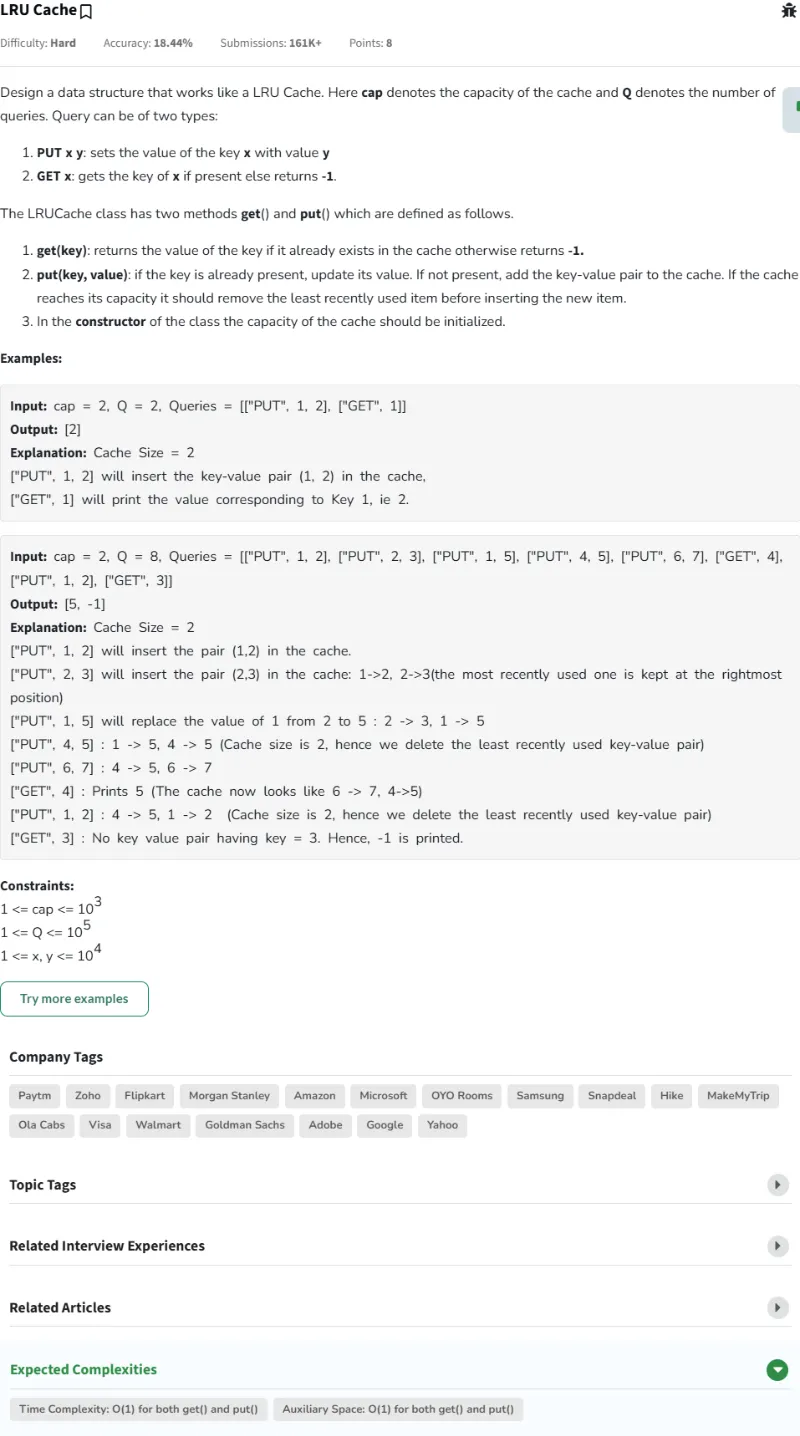 LRU Cache
Difficulty: Hard Accuracy: 18.44% Submissions: 161K+ Points: 8
Design a data structure that works like a LRU Cache. Here cap denotes the capacity of the cache and Q denotes the number of
queries. Query can be of two types:
1. PUT x y: sets the value of the key x with value y
2. GET x: gets the key of x if present else returns -1.
The LRUCache class has two methods get() and put() which are defined as follows.
1. get(key): returns the value of the key if it already exists in the cache otherwise returns -1.
2. put(key, value): if the key is already present, update its value. If not present, add the key-value pair to the cache. If the cache
reaches its capacity it should remove the least recently used item before inserting the new item.
3. In the constructor of the class the capacity of the cache should be initialized.
Examples:
Input: cap = 2, Q = 2, Queries = [["PUT", 1, 2], ["GET", 1]]
Output: [2]
Explanation: Cache Size = 2
["PUT", 1, 2] will insert the key-value pair (1, 2) in the cache,
["GET", 1] will print the value corresponding to Key 1, ie 2.
Input: cap = 2, Q = 8, Queries = [["PUT", 1, 2], ["PUT", 2, 3], ["PUT", 1, 5], ["PUT", 4, 5], ["PUT", 6, 7], ["GET", 4],
["PUT", 1, 2], ["GET", 3]]
Output: [5, -1]
Explanation: Cache Size = 2
["PUT", 1, 2] will insert the pair (1,2) in the cache.
["PUT", 2, 3] will insert the pair (2,3) in the cache: 1->2, 2->3(the most recently used one is kept at the rightmost
position)
["PUT", 1, 5] will replace the value of 1 from 2 to 5 : 2 -> 3, 1 -> 5
["PUT", 4, 5] : 1 -> 5, 4 -> 5 (Cache size is 2, hence we delete the least recently used key-value pair)
["PUT", 6, 7] : 4 -> 5, 6 -> 7
["GET", 4] : Prints 5 (The cache now looks like 6 -> 7, 4->5)
["PUT", 1, 2] : 4 -> 5, 1 -> 2 (Cache size is 2, hence we delete the least recently used key-value pair)
["GET", 3] : No key value pair having key = 3. Hence, -1 is printed.
Constraints:
1 <= cap <= 10³
1 <= Q <= 10⁵
1 <= x, y <= 10⁴
Try more examples
Company Tags
Paytm Zoho Flipkart Morgan Stanley Amazon Microsoft OYO Rooms Samsung Snapdeal Hike MakeMyTrip
Ola Cabs Visa Walmart Goldman Sachs Adobe Google Yahoo
Topic Tags
Related Interview Experiences
Related Articles
Expected Complexities
Time Complexity: O(1) for both get() and put() Auxiliary Space: O(1) for both get() and put()